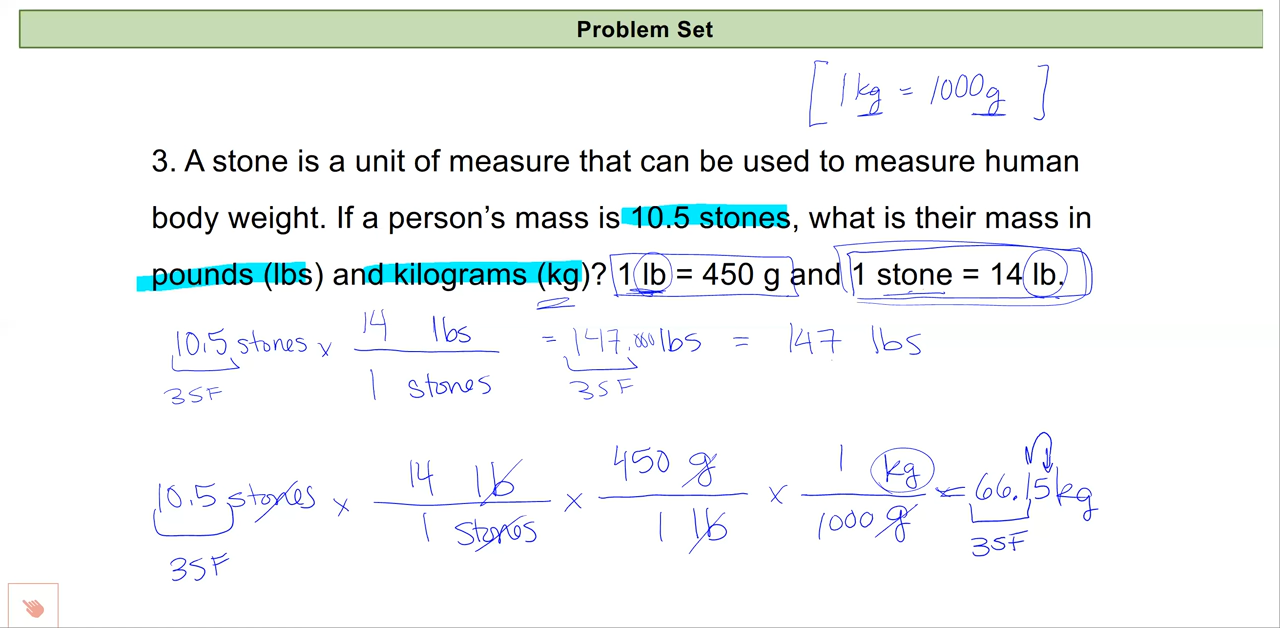 Problem Set
[ 1 kg = 1000 g ]
3. A stone is a unit of measure that can be used to measure human
body weight. If a person's mass is 10.5 stones, what is their mass in
pounds (lbs) and kilograms (kg)? 1 lb = 450 g and 1 stone = 14 lb.
10.5 stones x 14 lbs / 1 stones = 147.000 lbs = 147 lbs
3SF 3SF
10.5 stones x 14 lb / 1 stones x 450 g / 1 lb x 1 kg / 1000 g = 66.15 kg
3SF 3SF